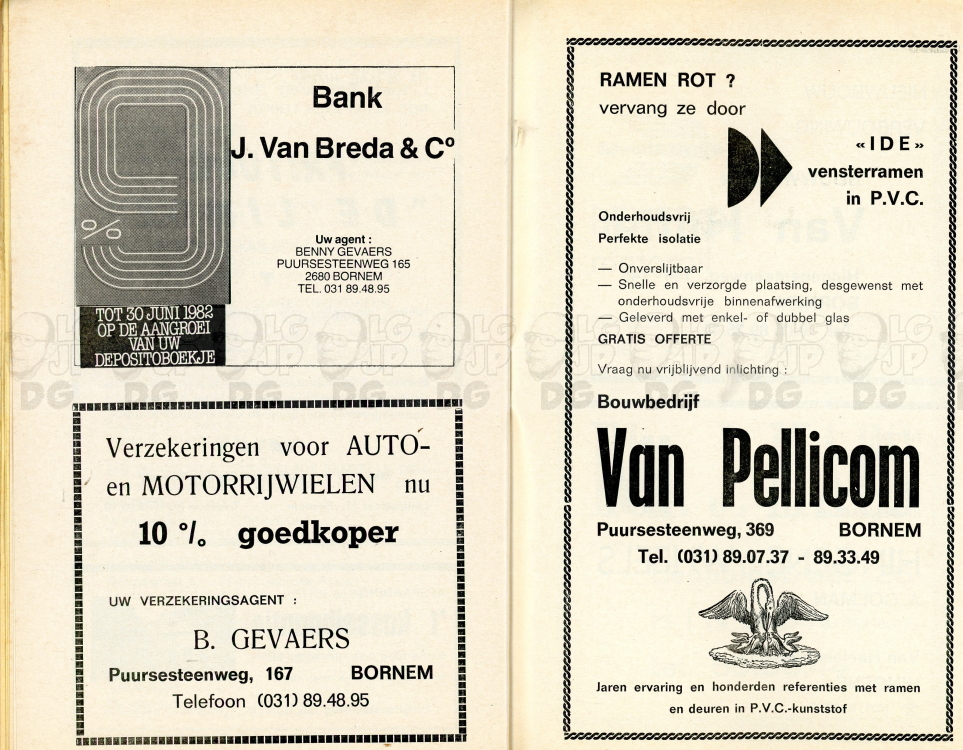 Bank
J. Van Breda & Cº
9%
Uw agent :
BENNY GEVAERS
PUURSESTEENWEG 165
2680 BORNEM
TEL. 031 89.48.95
TOT 30 JUNI 1982
OP DE AANGROEI
VAN UW
DEPOSITOBOEKJE
Verzekeringen voor AUTO-
en MOTORRIJWIELEN nu
10 % goedkoper
UW VERZEKERINGSAGENT :
B. GEVAERS
Puursesteenweg, 167 BORNEM
Telefoon (031) 89.48.95
RAMEN ROT ?
vervang ze door
«IDE»
vensterramen
in P.V.C.
Onderhoudsvrij
Perfekte isolatie
— Onverslijtbaar
— Snelle en verzorgde plaatsing, desgewenst met
onderhoudsvrije binnenafwerking
— Geleverd met enkel- of dubbel glas
GRATIS OFFERTE
Vraag nu vrijblijvend inlichting :
Bouwbedrijf
Van Pellicom
Puursesteenweg, 369 BORNEM
Tel. (031) 89.07.37 - 89.33.49
Jaren ervaring en honderden referenties met ramen
en deuren in P.V.C.-kunststof
LG
JP
DG